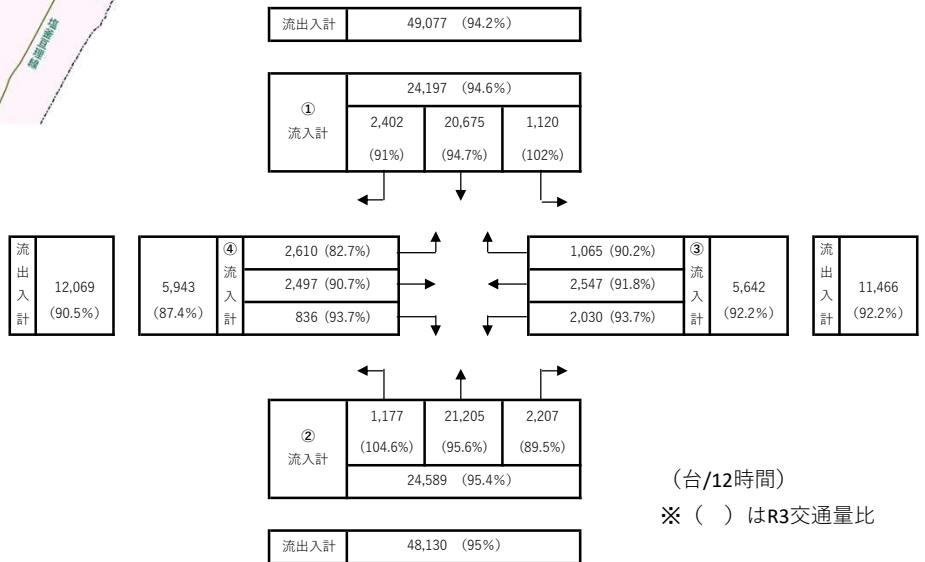 流出入計 49,077 (94.2%)
① 流入計
24,197 (94.6%)
2,402 20,675 1,120
(91%) (94.7%) (102%)
流出入計
12,069
(90.5%)
5,943
(87.4%)
④流入計
2,610 (82.7%)
2,497 (90.7%)
836 (93.7%)
1,065 (90.2%)
2,547 (91.8%)
2,030 (93.7%)
③流入計
5,642
(92.2%)
流出入計
11,466
(92.2%)
② 流入計
1,177 21,205 2,207
(104.6%) (95.6%) (89.5%)
24,589 (95.4%)
(台/12時間)
※( )はR3交通量比
流出入計 48,130 (95%)